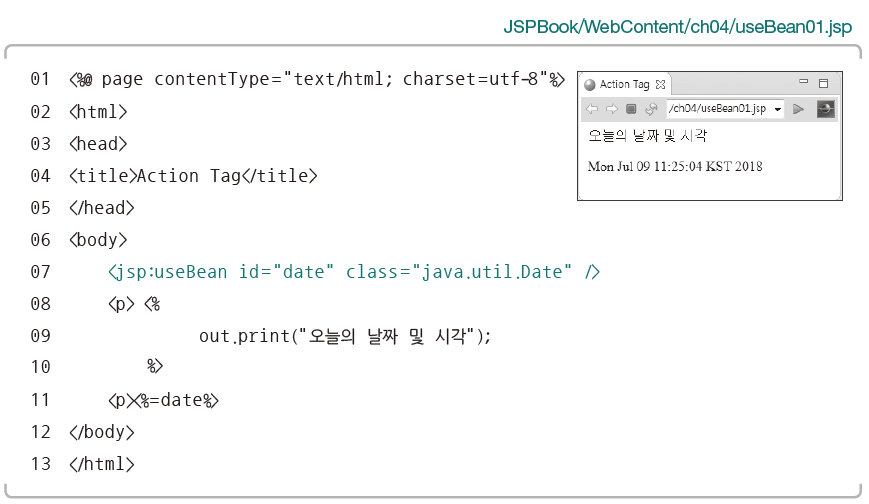 JSPBook/WebContent/ch04/useBean01.jsp
01 <%@ page contentType="text/html; charset=utf-8"%>
02 <html>
03 <head>
04 <title>Action Tag</title>
05 </head>
06 <body>
07 <jsp:useBean id="date" class="java.util.Date" />
08 <p> <%
09 out.print("오늘의 날짜 및 시각");
10 %>
11 <p><%=date%>
12 </body>
13 </html>
Action Tag
/ch04/useBean01.jsp
오늘의 날짜 및 시각
Mon Jul 09 11:25:04 KST 2018